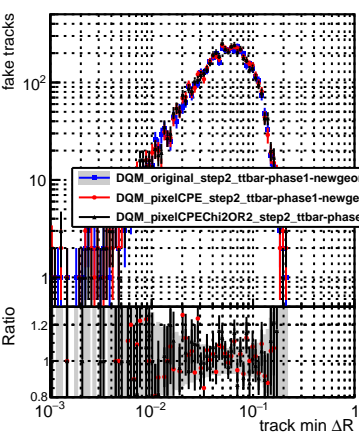 fake tracks
10²
10
1
DQM_original_step2_ttbar-phase1-newgeo
DQM_pixelCPE_step2_ttbar-phase1-newge
DQM_pixelCPEChi2OR2_step2_ttbar-phase
Ratio
1.2
1
0.8
10⁻³ 10⁻² 10⁻¹ 1
track min ΔR